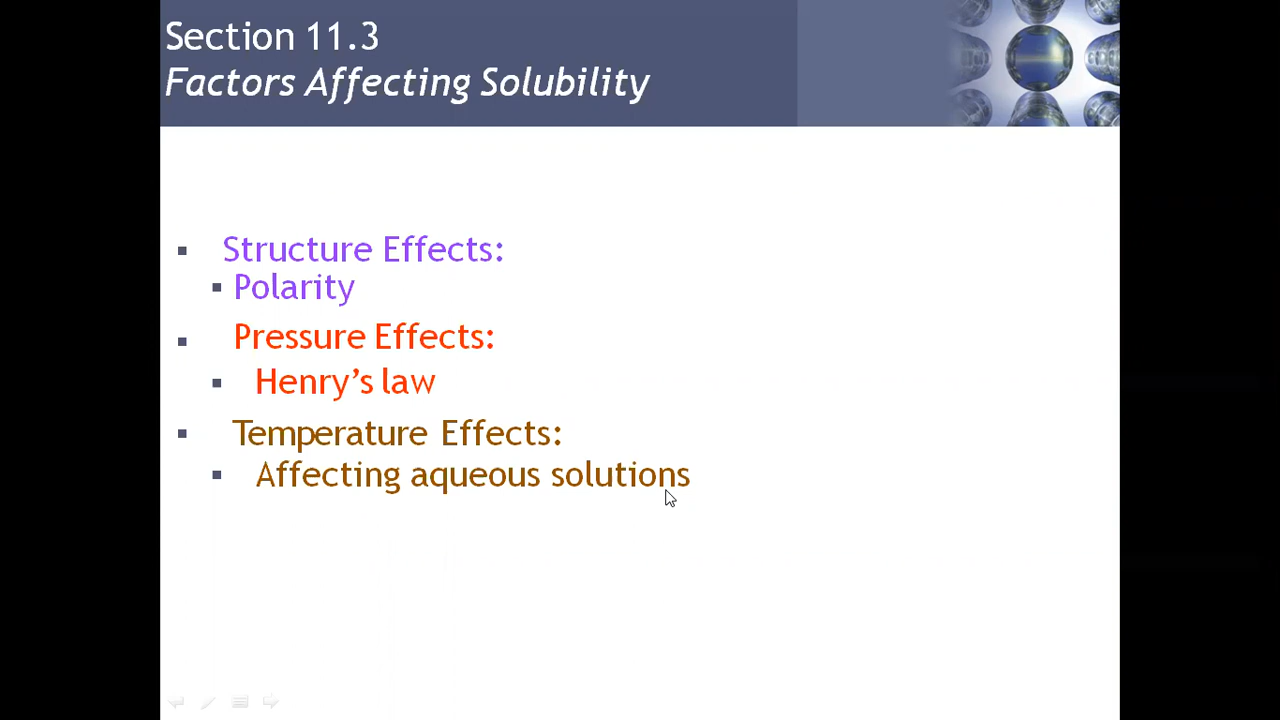 Section 11.3
Factors Affecting Solubility
Structure Effects:
Polarity
Pressure Effects:
Henry’s law
Temperature Effects:
Affecting aqueous solutions